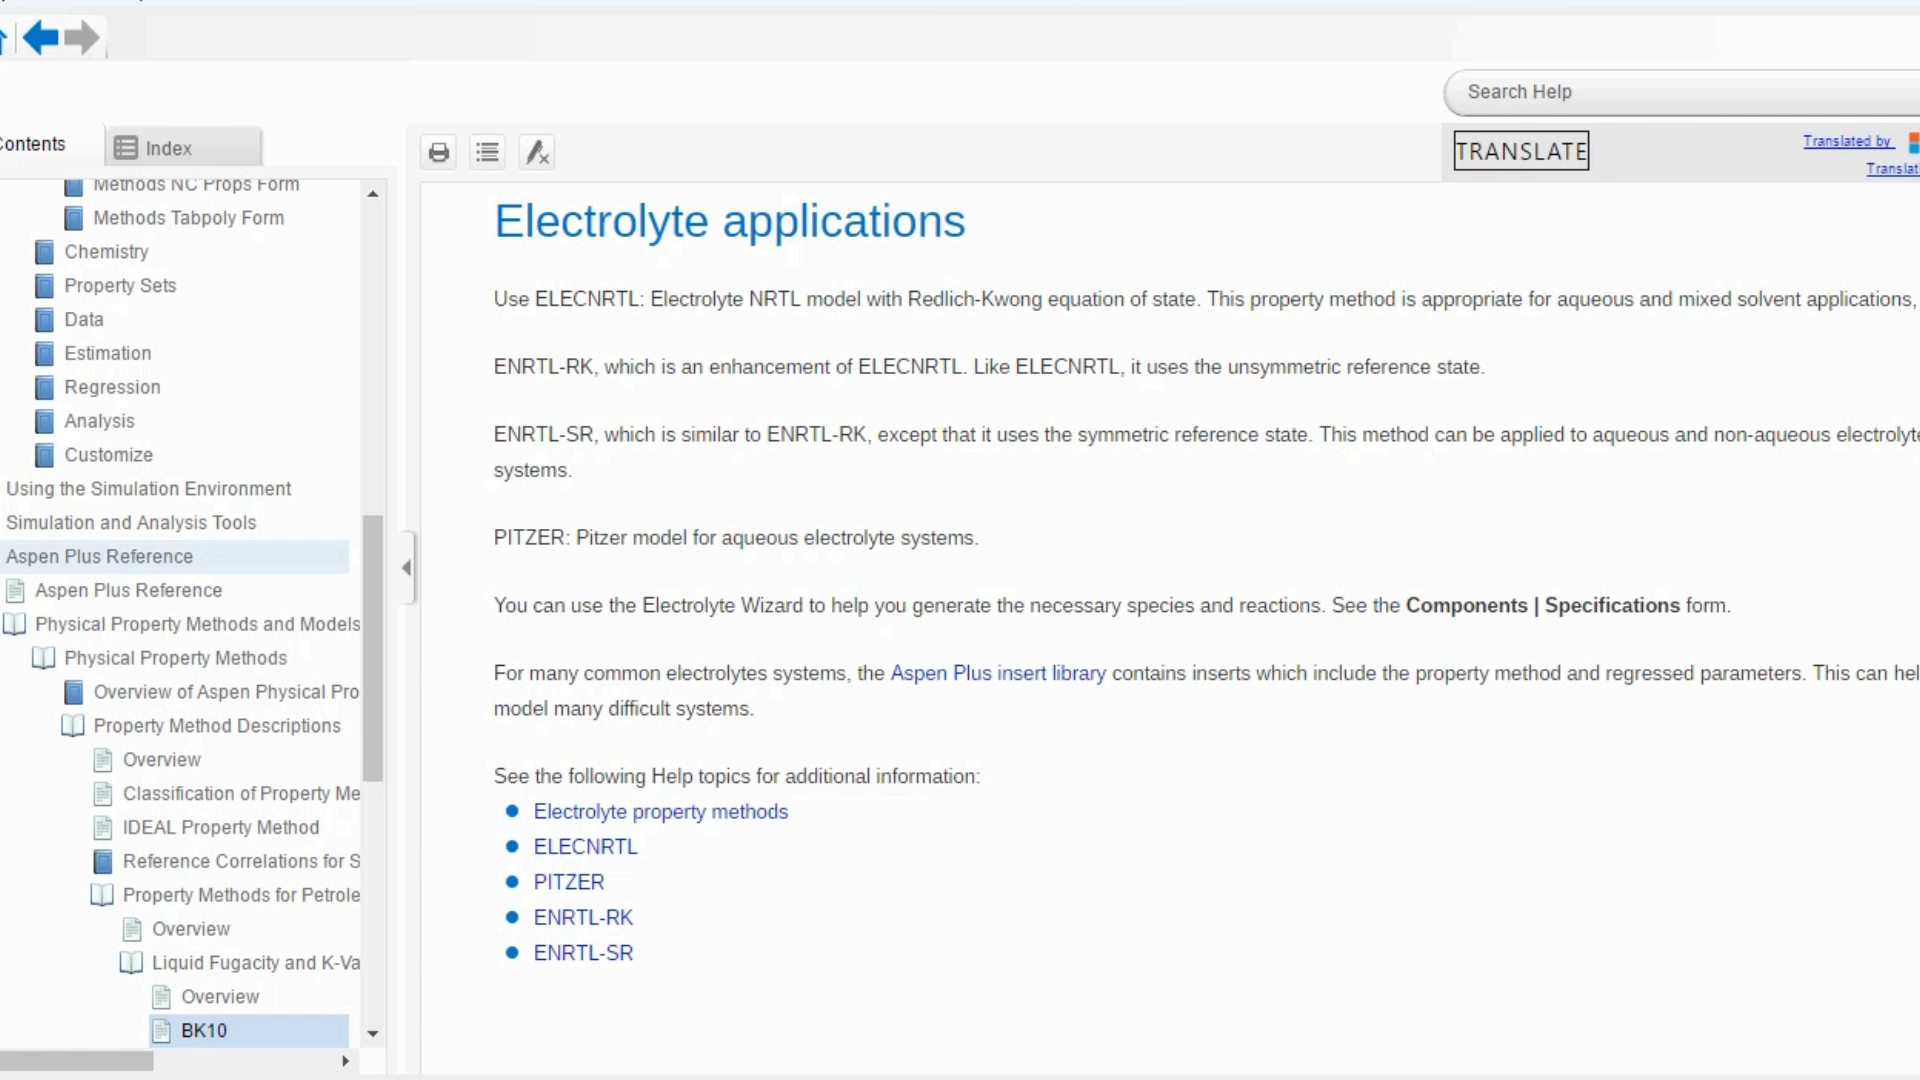 Search Help
Contents
Index
TRANSLATE
Translated by
Methods NC Props Form
Methods Tabpoly Form
Chemistry
Property Sets
Data
Estimation
Regression
Analysis
Customize
Using the Simulation Environment
Simulation and Analysis Tools
Aspen Plus Reference
Aspen Plus Reference
Physical Property Methods and Models
Physical Property Methods
Overview of Aspen Physical Pro
Property Method Descriptions
Overview
Classification of Property Me
IDEAL Property Method
Reference Correlations for S
Property Methods for Petrole
Overview
Liquid Fugacity and K-Va
Overview
BK10
Electrolyte applications
Use ELECNRTL: Electrolyte NRTL model with Redlich-Kwong equation of state. This property method is appropriate for aqueous and mixed solvent applications,
ENRTL-RK, which is an enhancement of ELECNRTL. Like ELECNRTL, it uses the unsymmetric reference state.
ENRTL-SR, which is similar to ENRTL-RK, except that it uses the symmetric reference state. This method can be applied to aqueous and non-aqueous electrolyte
systems.
PITZER: Pitzer model for aqueous electrolyte systems.
You can use the Electrolyte Wizard to help you generate the necessary species and reactions. See the Components | Specifications form.
For many common electrolytes systems, the Aspen Plus insert library contains inserts which include the property method and regressed parameters. This can hel
model many difficult systems.
See the following Help topics for additional information:
Electrolyte property methods
ELECNRTL
PITZER
ENRTL-RK
ENRTL-SR